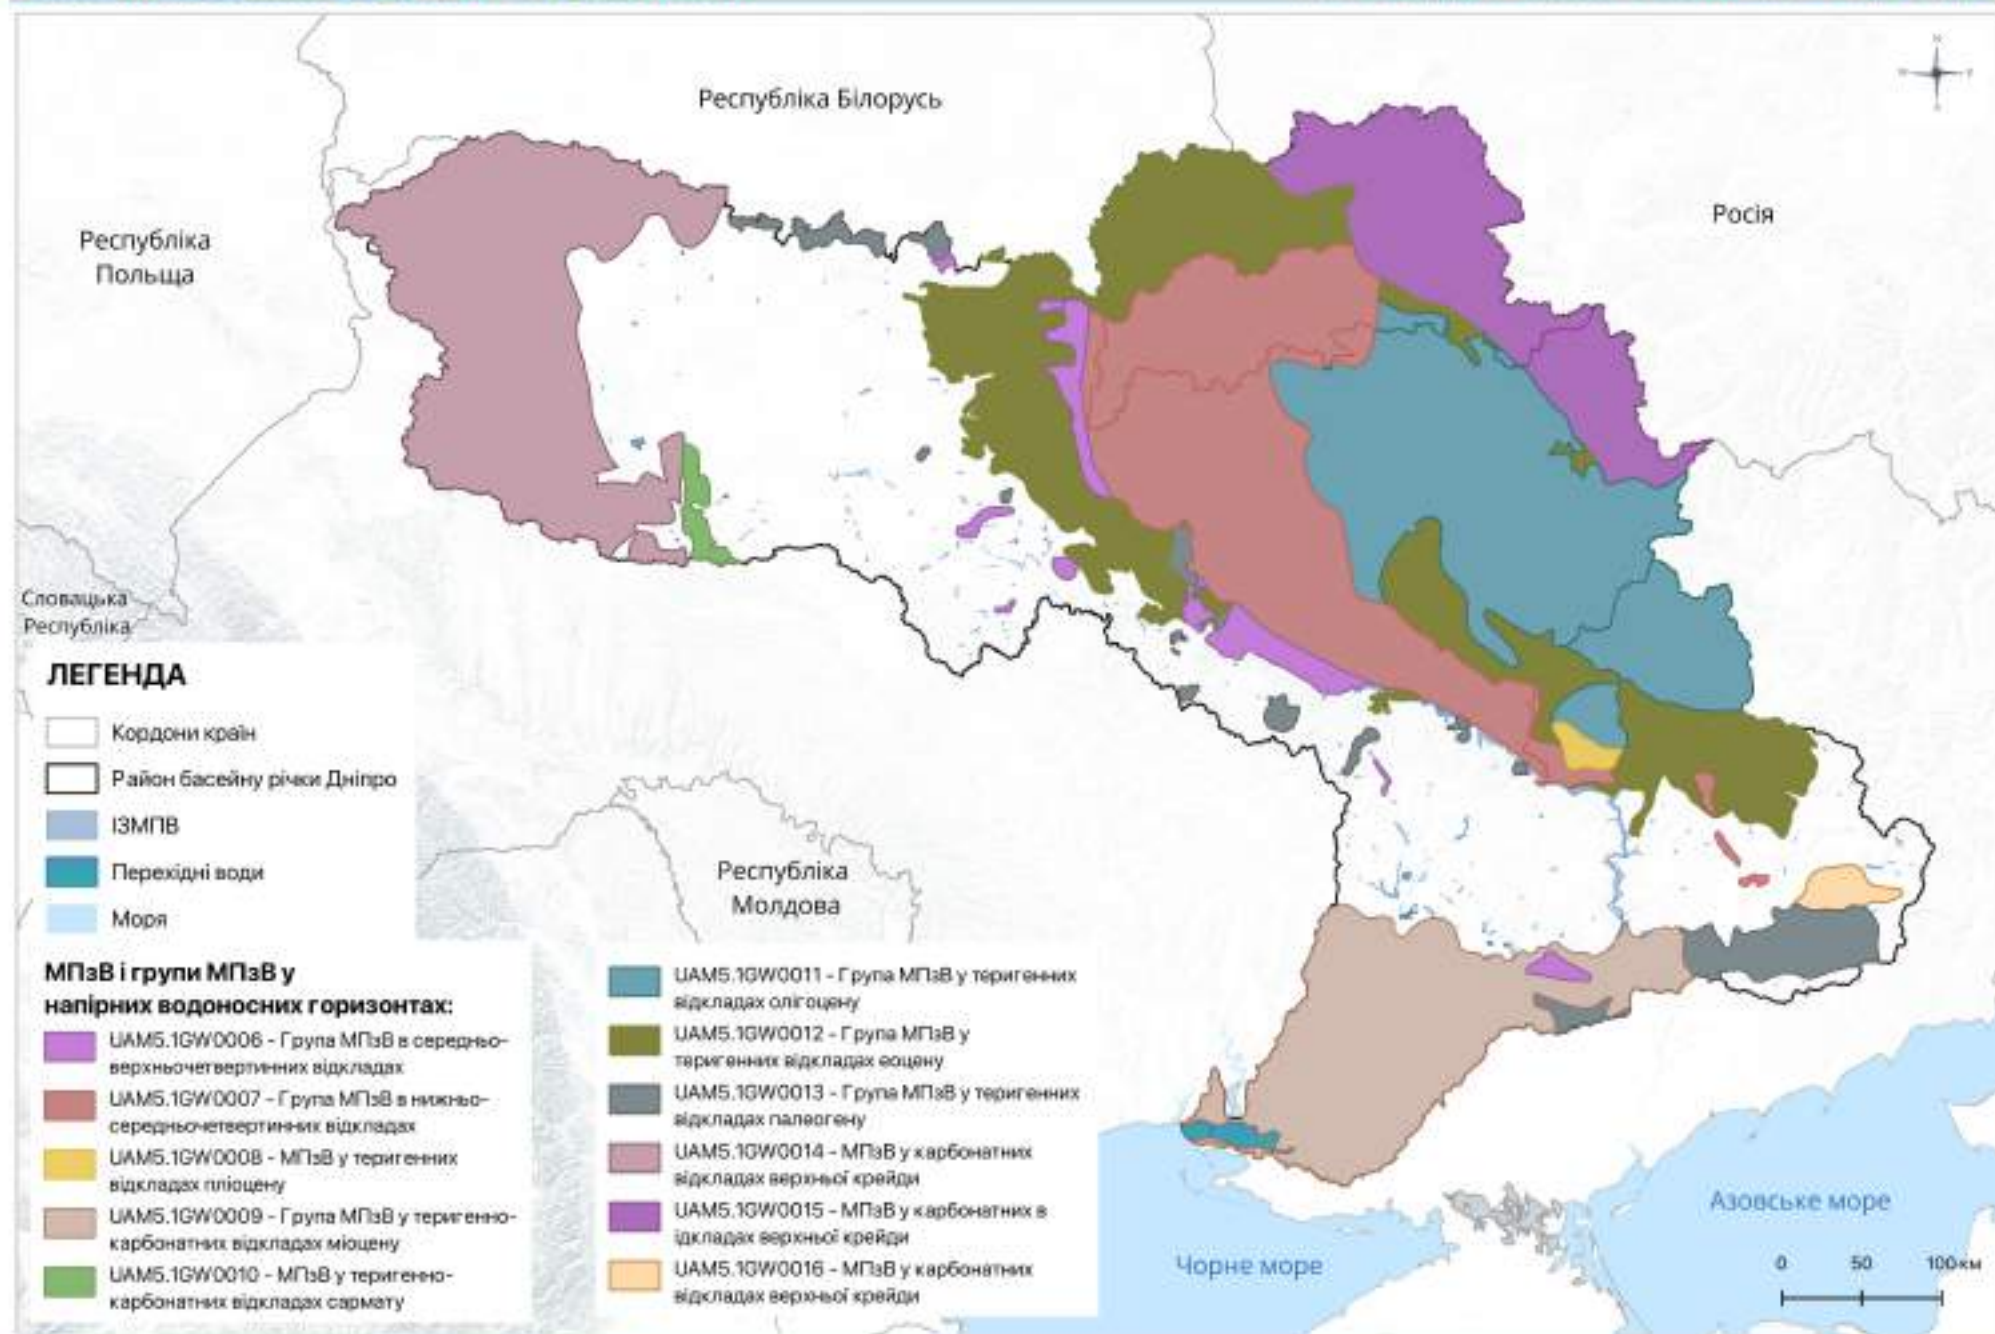 Республіка Білорусь
Росія
Республіка
Польща
Словацька
Республіка
Республіка
Молдова
Чорне море
Азовське море
0 50 100 км
N
S
ЛЕГЕНДА
Кордони країн
Район басейну річки Дніпро
ІЗМПВ
Перехідні води
Моря
МПзВ і групи МПзВ у
напірних водоносних горизонтах:
UAM5.1GW0006 - Група МПзВ в середньо-
верхньочетвертинних відкладах
UAM5.1GW0007 - Група МПзВ в нижньо-
середньочетвертинних відкладах
UAM5.1GW0008 - МПзВ у теригенних
відкладах пліоцену
UAM5.1GW0009 - Група МПзВ у теригенно-
карбонатних відкладах міоцену
UAM5.1GW0010 - МПзВ у теригенно-
карбонатних відкладах сармату
UAM5.1GW0011 - Група МПзВ у теригенних
відкладах олігоцену
UAM5.1GW0012 - Група МПзВ у
теригенних відкладах еоцену
UAM5.1GW0013 - Група МПзВ у теригенних
відкладах палеогену
UAM5.1GW0014 - МПзВ у карбонатних
відкладах верхньої крейди
UAM5.1GW0015 - МПзВ у карбонатних в
ідкладах верхньої крейди
UAM5.1GW0016 - МПзВ у карбонатних
відкладах верхньої крейди